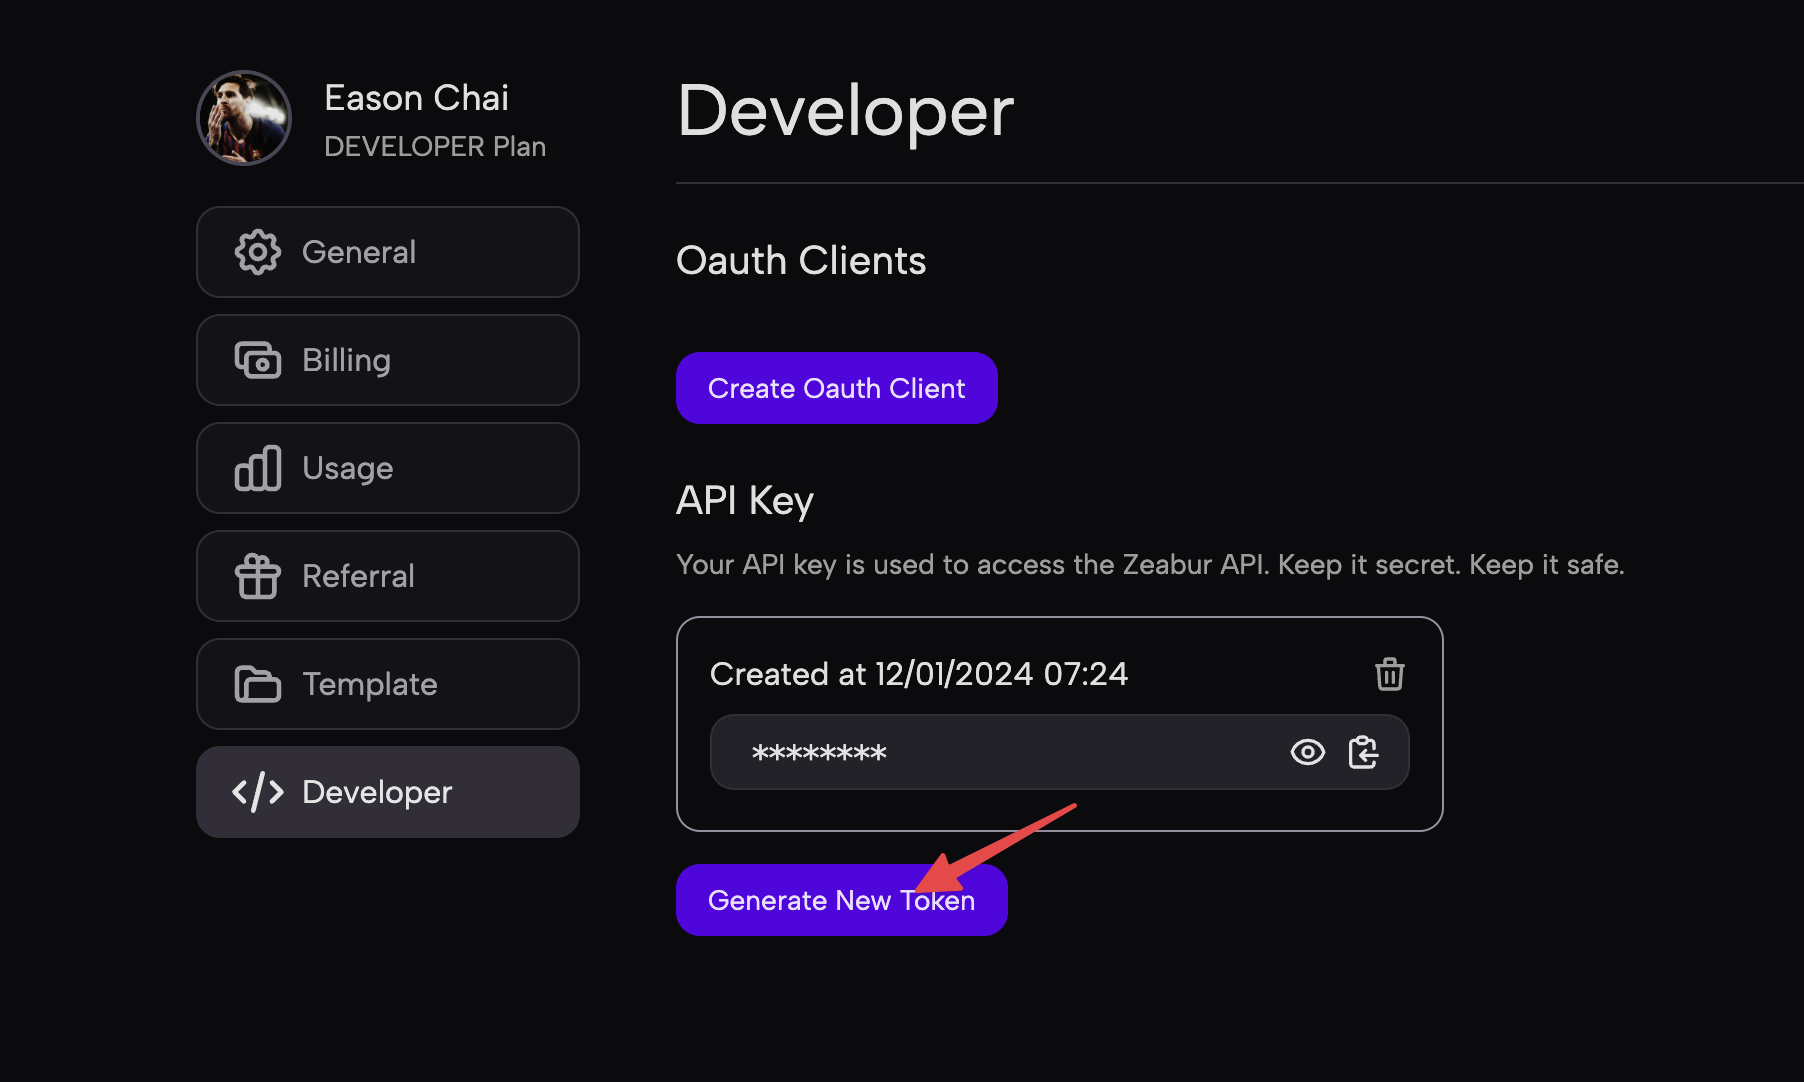 Eason Chai
DEVELOPER Plan
General
Billing
Usage
Referral
Template
Developer
Developer
Oauth Clients
Create Oauth Client
API Key
Your API key is used to access the Zeabur API. Keep it secret. Keep it safe.
Created at 12/01/2024 07:24
********
Generate New Token